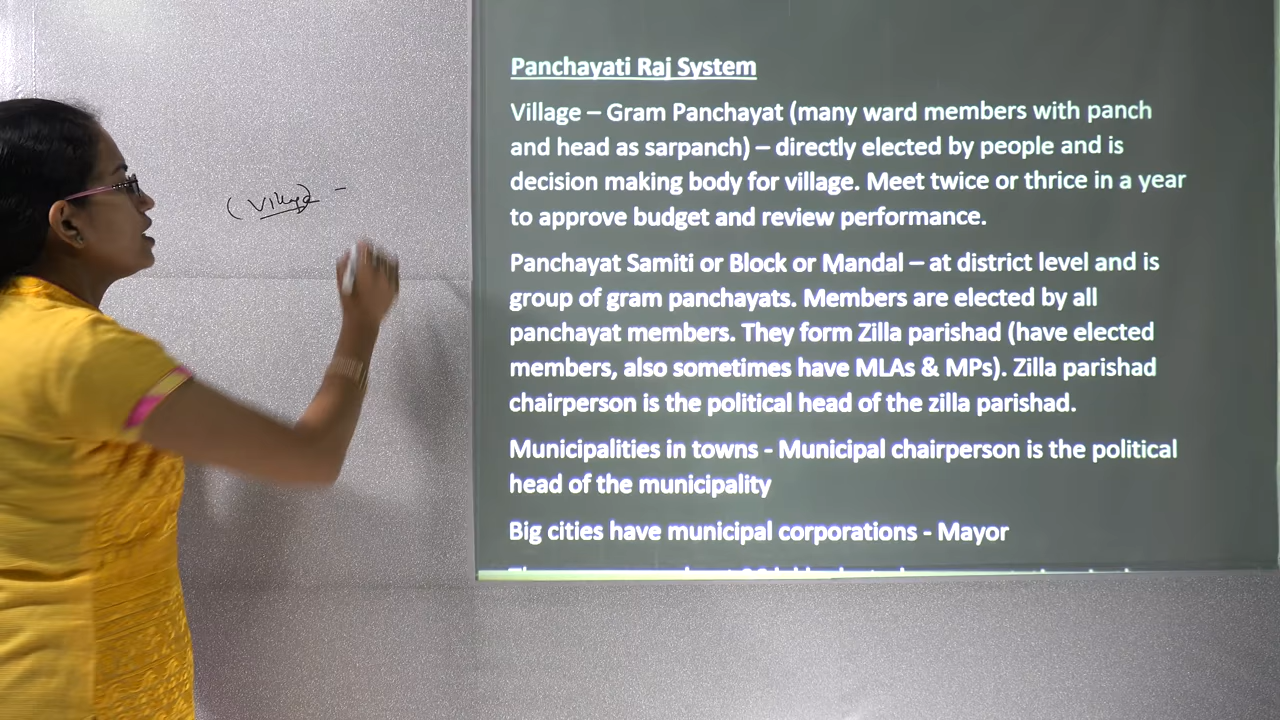 (Village -
Panchayati Raj System
Village – Gram Panchayat (many ward members with panch
and head as sarpanch) – directly elected by people and is
decision making body for village. Meet twice or thrice in a year
to approve budget and review performance.
Panchayat Samiti or Block or Mandal – at district level and is
group of gram panchayats. Members are elected by all
panchayat members. They form Zilla parishad (have elected
members, also sometimes have MLAs & MPs). Zilla parishad
chairperson is the political head of the zilla parishad.
Municipalities in towns - Municipal chairperson is the political
head of the municipality
Big cities have municipal corporations - Mayor